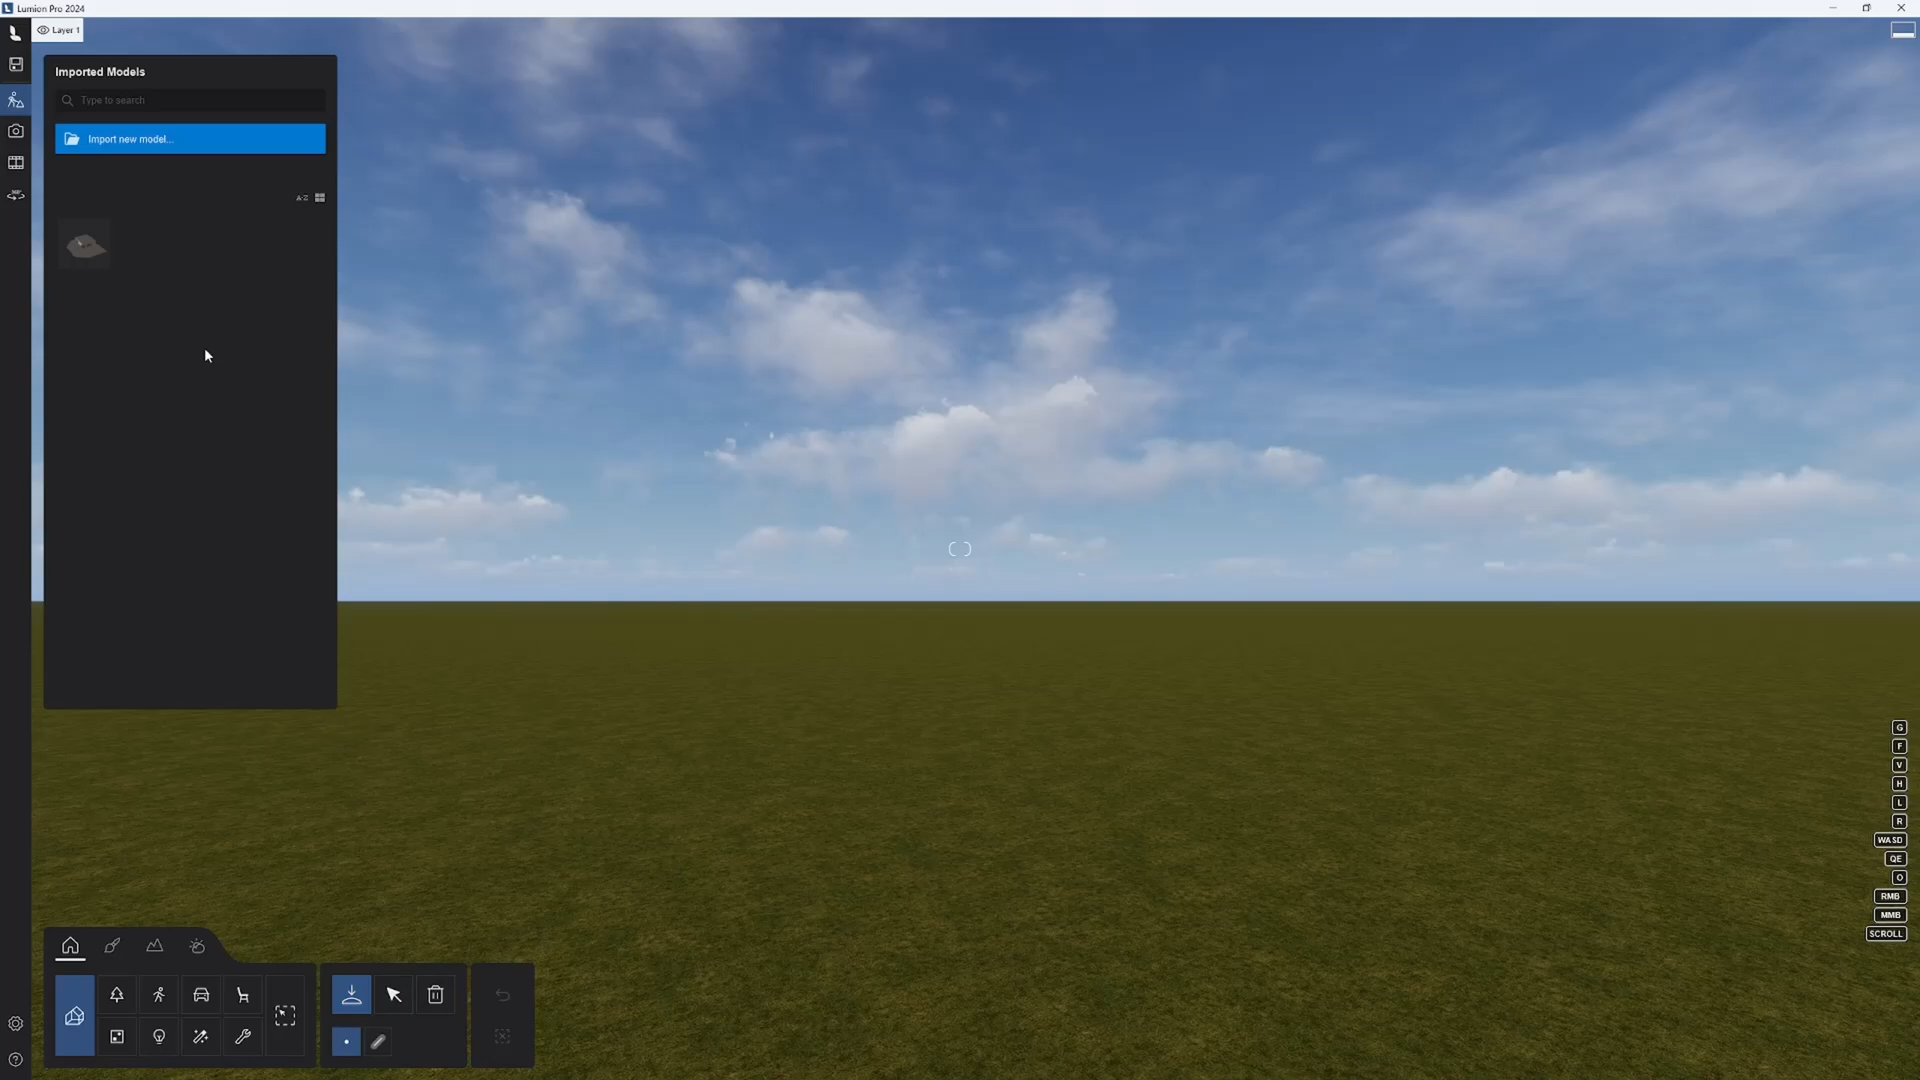 Lumion Pro 2024
Layer 1
Imported Models
Type to search
Import new model...
A-Z
G
F
V
H
L
R
WASD
QE
O
RMB
MMB
SCROLL